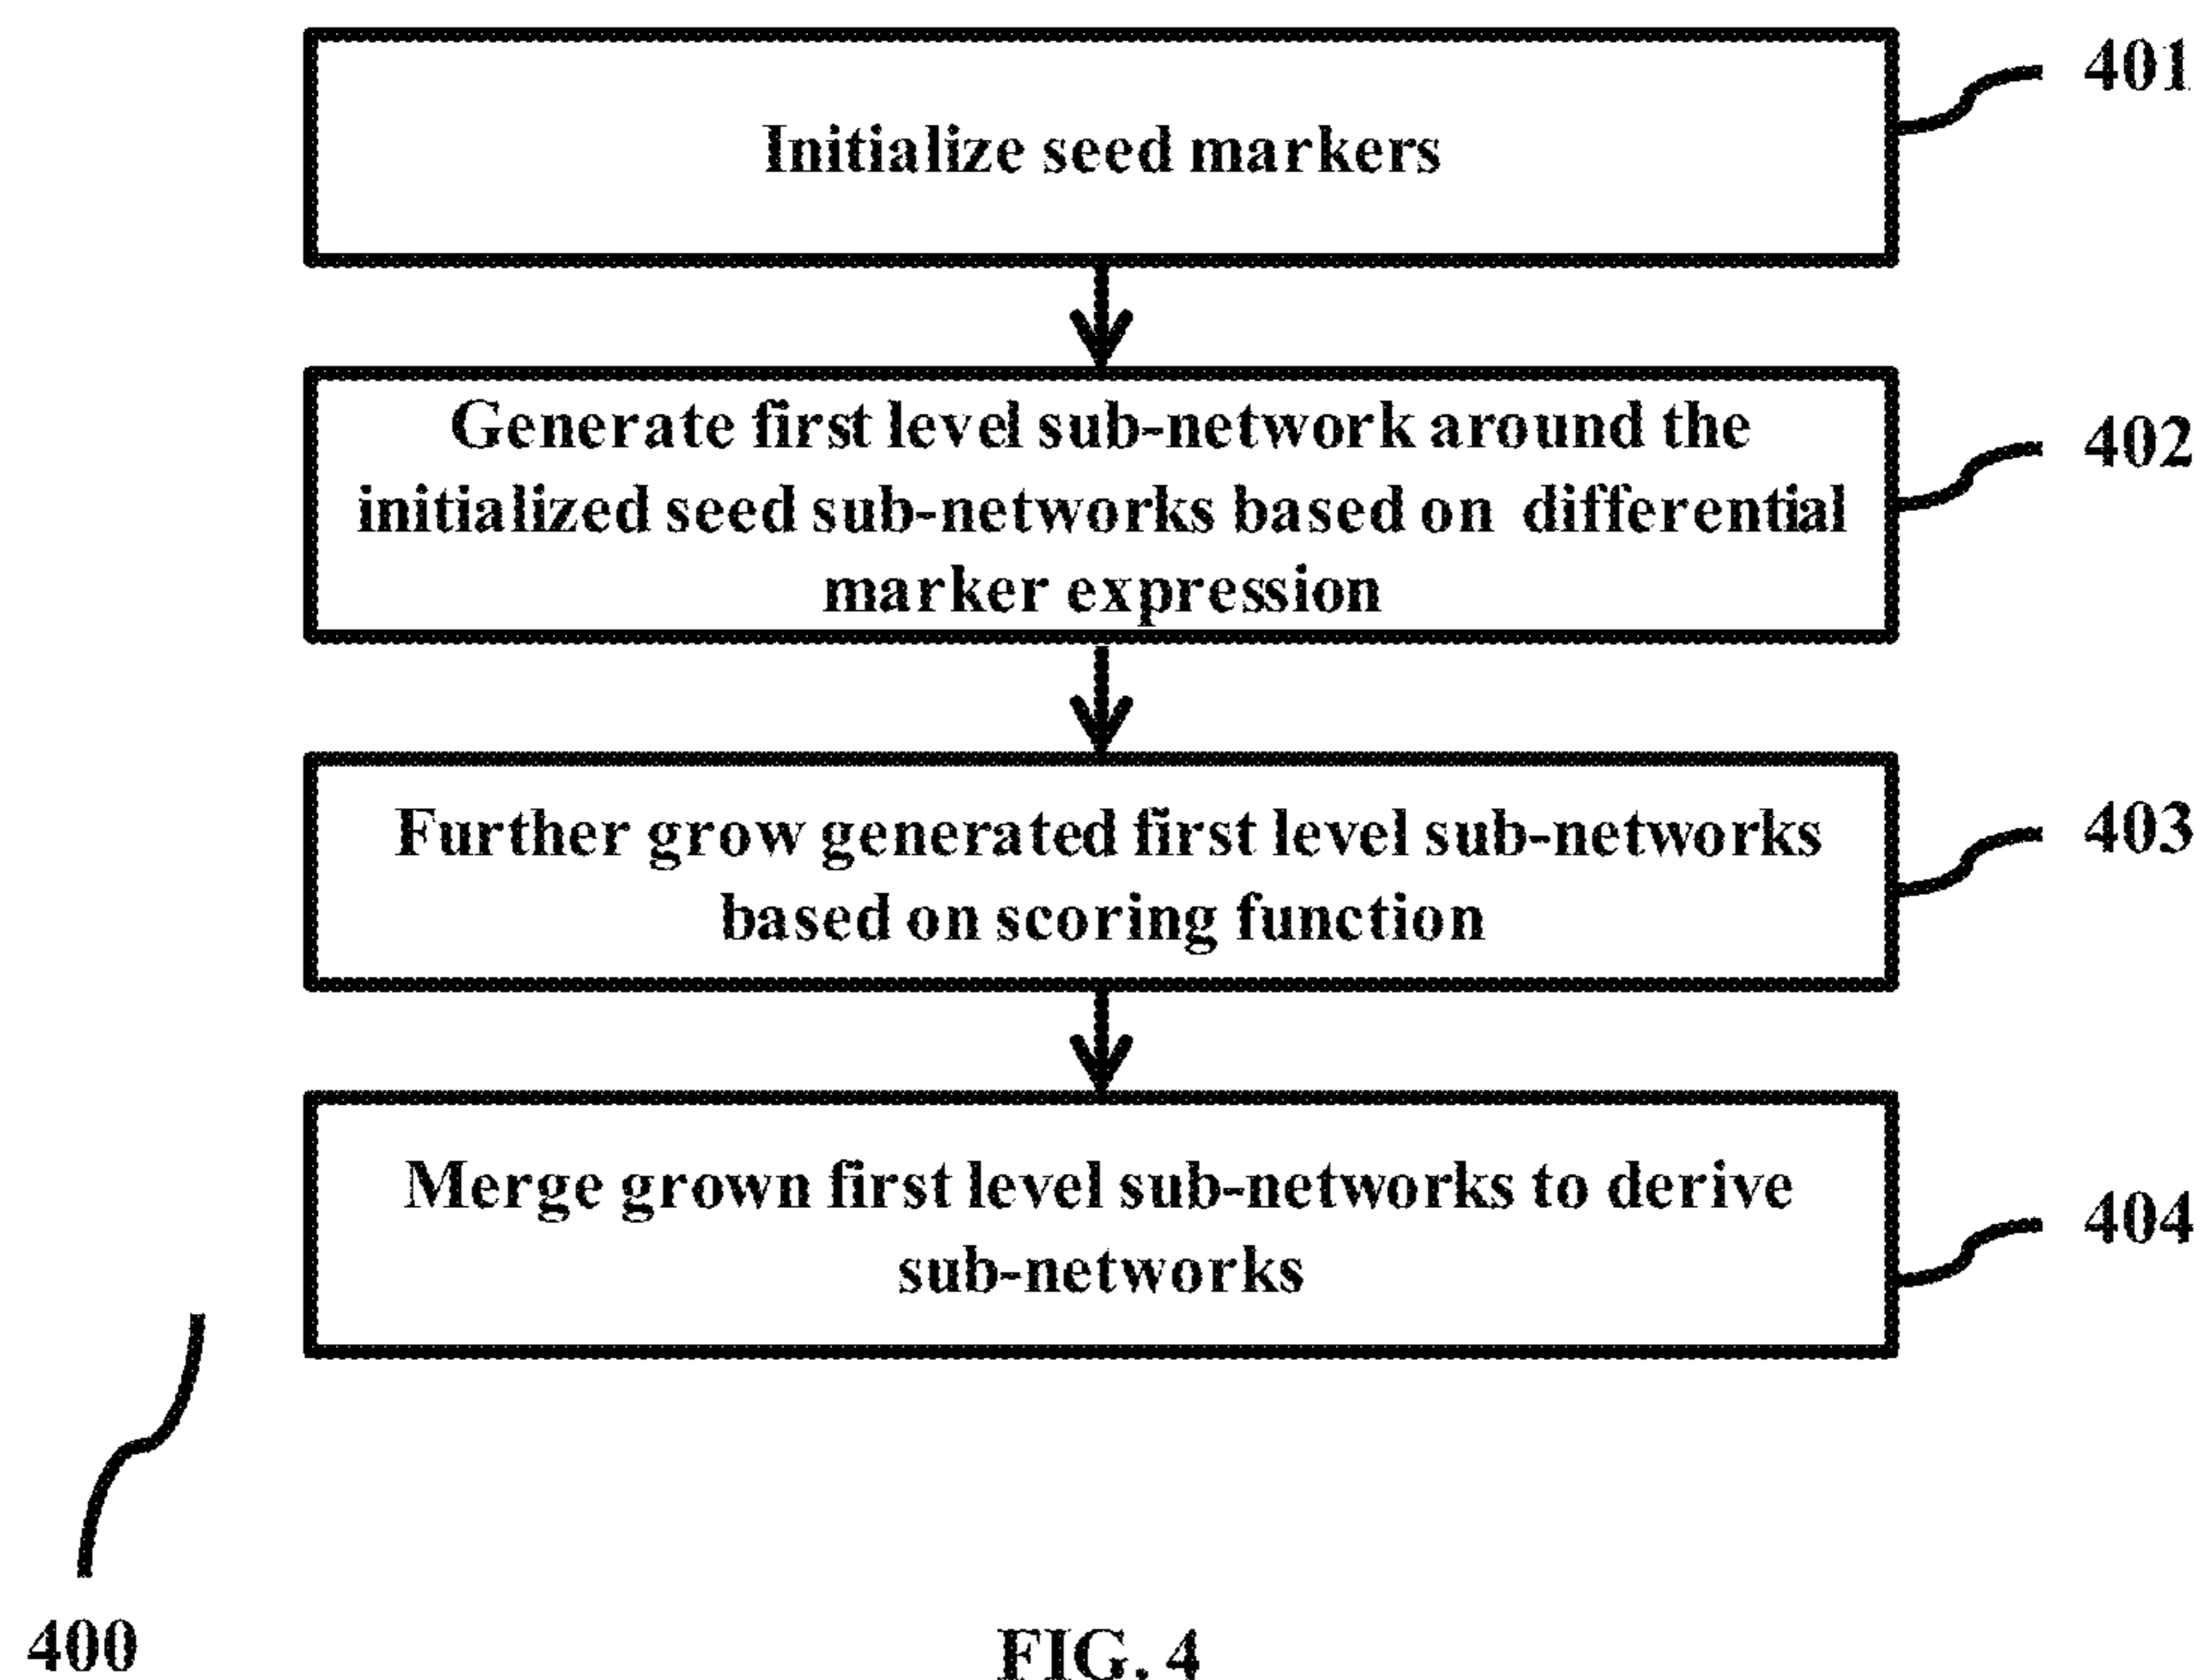 Initialize seed markers
401
Generate first level sub-network around the
initialized seed sub-networks based on differential
marker expression
402
Further grow generated first level sub-networks
based on scoring function
403
Merge grown first level sub-networks to derive
sub-networks
404
400
FIG. 4